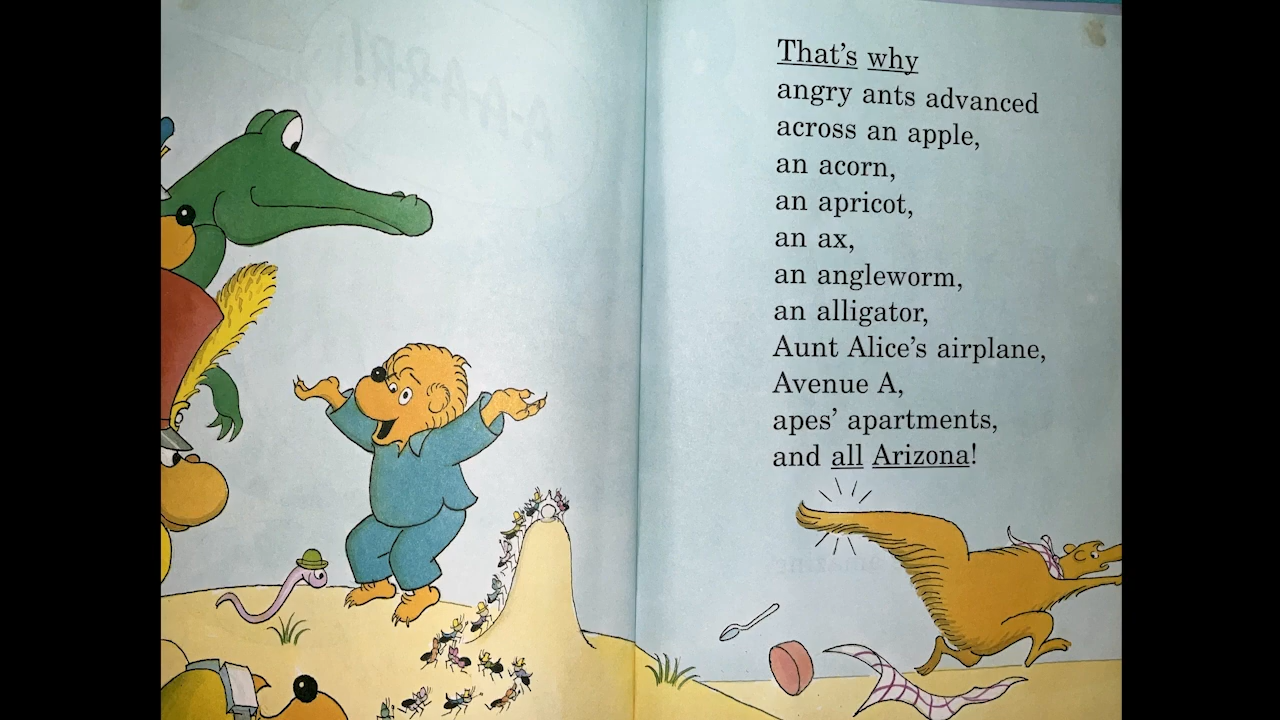 That's why
angry ants advanced
across an apple,
an acorn,
an apricot,
an ax,
an angleworm,
an alligator,
Aunt Alice's airplane,
Avenue A,
apes' apartments,
and all Arizona!